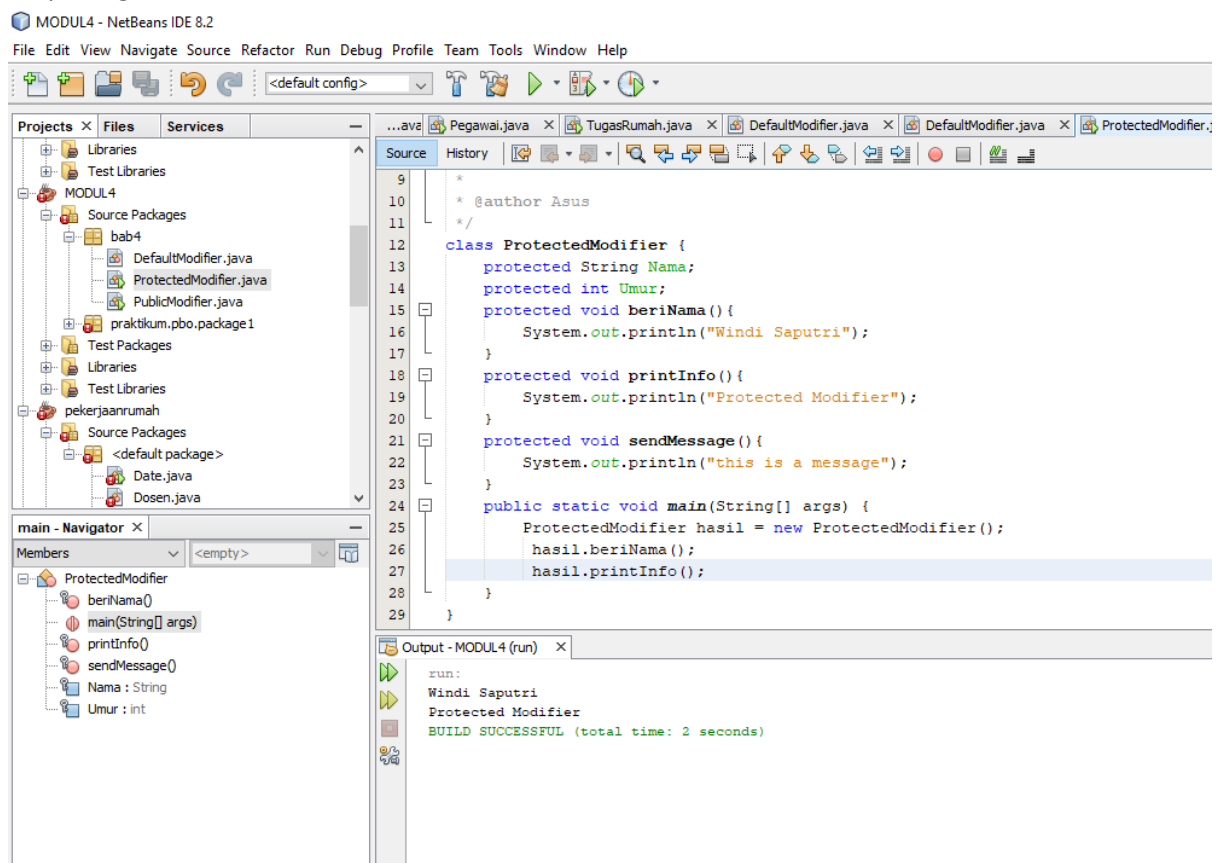 MODUL4 - NetBeans IDE 8.2
File Edit View Navigate Source Refactor Run Debug Profile Team Tools Window Help
<default config>
Projects Files Services
Libraries
Test Libraries
MODUL4
Source Packages
bab4
DefaultModifier.java
ProtectedModifier.java
PublicModifier.java
praktikum.pbo.package1
Test Packages
Libraries
Test Libraries
pekerjaanrumah
Source Packages
<default package>
Date.java
Dosen.java
main - Navigator
Members <empty>
ProtectedModifier
beriNama()
main(String[] args)
printInfo()
sendMessage()
Nama : String
Umur : int
...ava Pegawai.java TugasRumah.java DefaultModifier.java DefaultModifier.java ProtectedModifier.j
Source History
9 *
10 * @author Asus
11 */
12 class ProtectedModifier {
13 protected String Nama;
14 protected int Umur;
15 protected void beriNama(){
16 System.out.println("Windi Saputri");
17 }
18 protected void printInfo(){
19 System.out.println("Protected Modifier");
20 }
21 protected void sendMessage(){
22 System.out.println("this is a message");
23 }
24 public static void main(String[] args) {
25 ProtectedModifier hasil = new ProtectedModifier();
26 hasil.beriNama();
27 hasil.printInfo();
28 }
29 }
Output - MODUL4 (run)
run:
Windi Saputri
Protected Modifier
BUILD SUCCESSFUL (total time: 2 seconds)